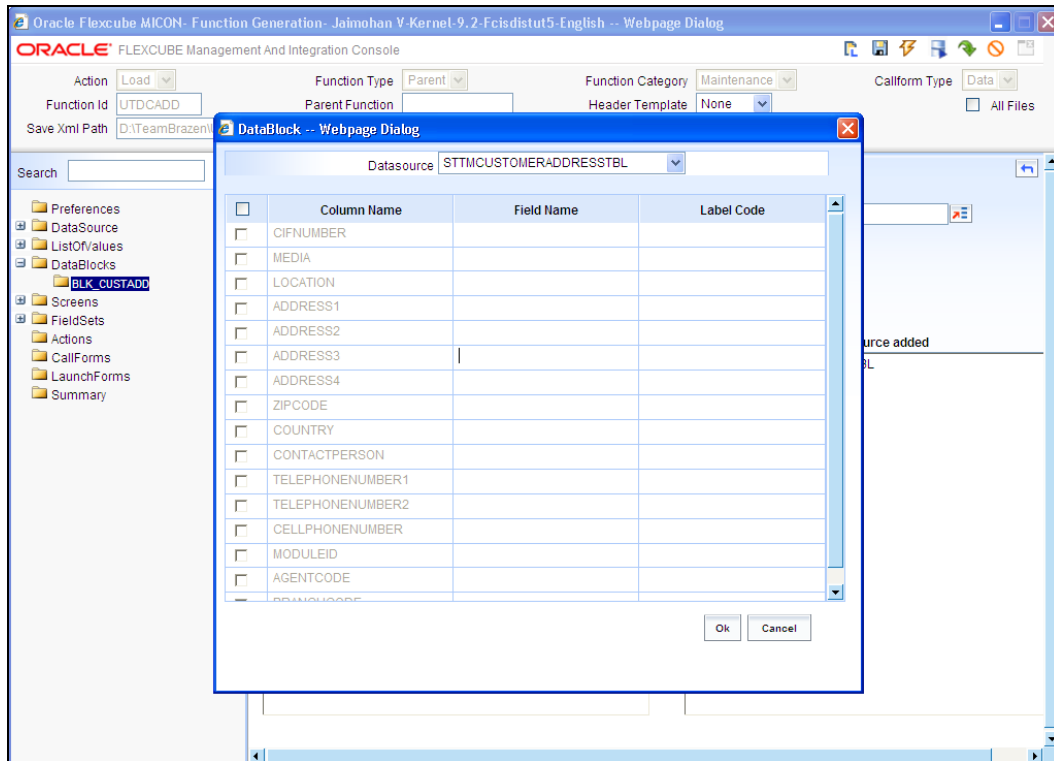 Oracle Flexcube MICON- Function Generation- Jaimohan V-Kernel-9.2-Fcisdistut5-English -- Webpage Dialog
ORACLE FLEXCUBE Management And Integration Console
Action Load Function Type Parent Function Category Maintenance Callform Type Data
Function Id UTDCADD Parent Function Header Template None All Files
Save Xml Path D:\TeamBrazen\
DataBlock -- Webpage Dialog
Datasource STTMCUSTOMERADDRESSTBL
Search
Preferences
DataSource
ListOfValues
DataBlocks
BLK_CUSTADD
Screens
FieldSets
Actions
CallForms
LaunchForms
Summary
Column Name Field Name Label Code
CIFNUMBER
MEDIA
LOCATION
ADDRESS1
ADDRESS2
ADDRESS3
ADDRESS4
ZIPCODE
COUNTRY
CONTACTPERSON
TELEPHONENUMBER1
TELEPHONENUMBER2
CELLPHONENUMBER
MODULEID
AGENTCODE
urce added
BL
Ok Cancel